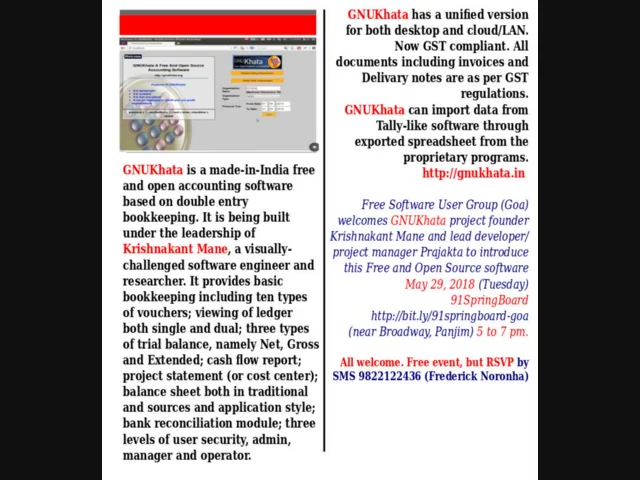 GNUKhata A Free And Open Source
Accounting Software
GNUKhata is a made-in-India free
and open accounting software
based on double entry
bookkeeping. It is being built
under the leadership of
Krishnakant Mane, a visually-
challenged software engineer and
researcher. It provides basic
bookkeeping including ten types
of vouchers; viewing of ledger
both single and dual; three types
of trial balance, namely Net, Gross
and Extended; cash flow report;
project statement (or cost center);
balance sheet both in traditional
and sources and application style;
bank reconciliation module; three
levels of user security, admin,
manager and operator.
GNUKhata has a unified version
for both desktop and cloud/LAN.
Now GST compliant. All
documents including invoices and
Delivary notes are as per GST
regulations.
GNUKhata can import data from
Tally-like software through
exported spreadsheet from the
proprietary programs.
http://gnukhata.in
Free Software User Group (Goa)
welcomes GNUKhata project founder
Krishnakant Mane and lead developer/
project manager Prajakta to introduce
this Free and Open Source software
May 29, 2018 (Tuesday)
91SpringBoard
http://bit.ly/91springboard-goa
(near Broadway, Panjim) 5 to 7 pm.
All welcome. Free event, but RSVP by
SMS 9822122436 (Frederick Noronha)